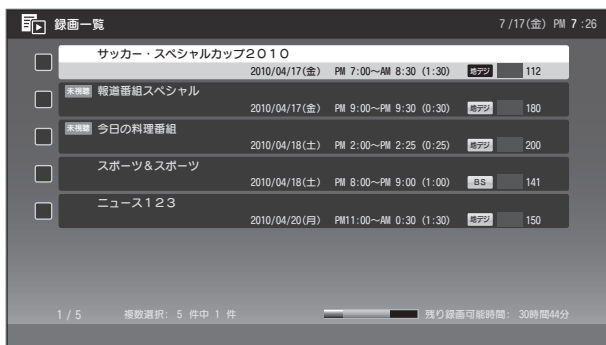 録画一覧 7/17(金) PM 7:26
サッカー・スペシャルカップ2010
2010/04/17(金) PM 7:00~AM 8:30 (1:30) 地デジ 112
未視聴 報道番組スペシャル
2010/04/17(金) PM 9:00~PM 9:30 (0:30) 地デジ 180
未視聴 今日の料理番組
2010/04/18(土) PM 2:00~PM 2:25 (0:25) 地デジ 200
スポーツ&スポーツ
2010/04/18(土) PM 8:00~PM 9:00 (1:00) BS 141
ニュース123
2010/04/20(月) PM11:00~AM 0:30 (1:30) 地デジ 150
1/5 複数選択: 5 件中 1 件 残り録画可能時間: 30時間44分